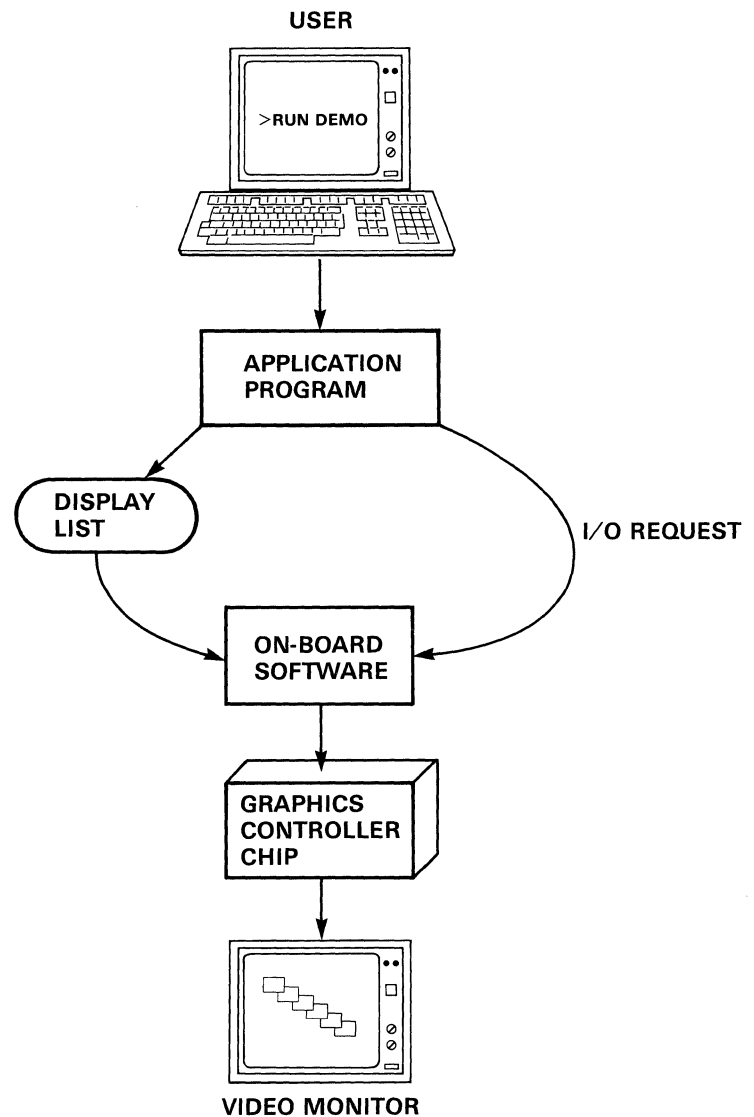 USER
>RUN DEMO
APPLICATION
PROGRAM
DISPLAY
LIST
I/O REQUEST
ON-BOARD
SOFTWARE
GRAPHICS
CONTROLLER
CHIP
VIDEO MONITOR